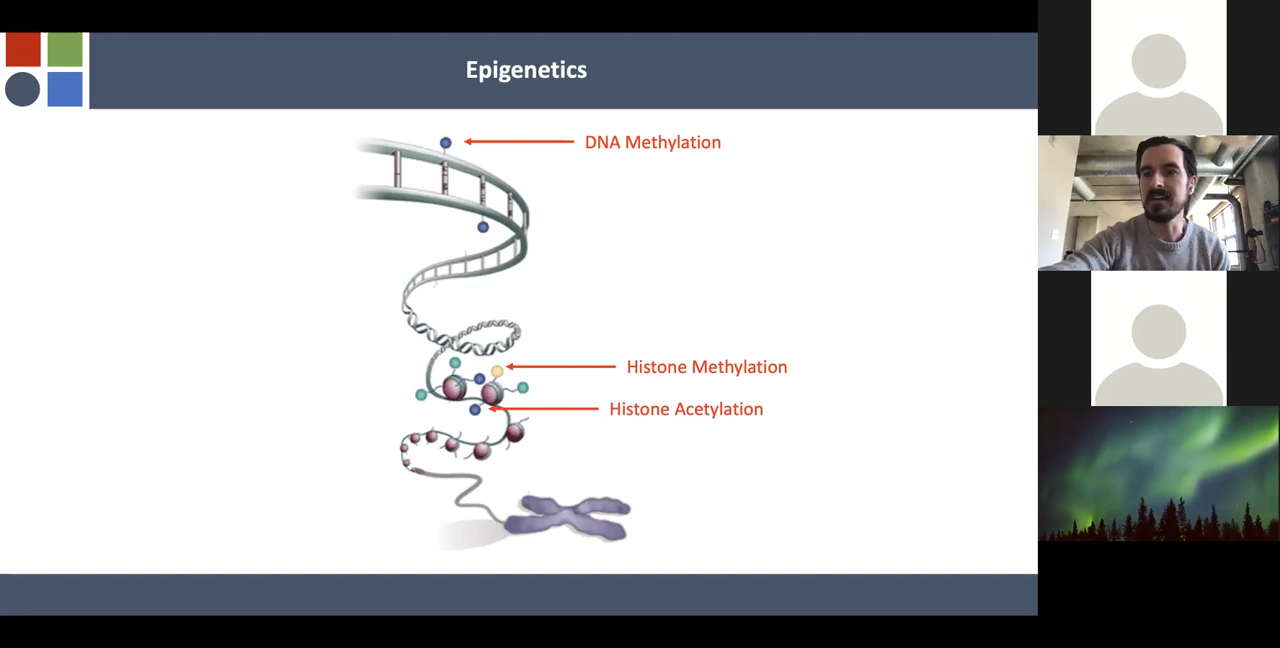 Epigenetics
DNA Methylation
Histone Methylation
Histone Acetylation